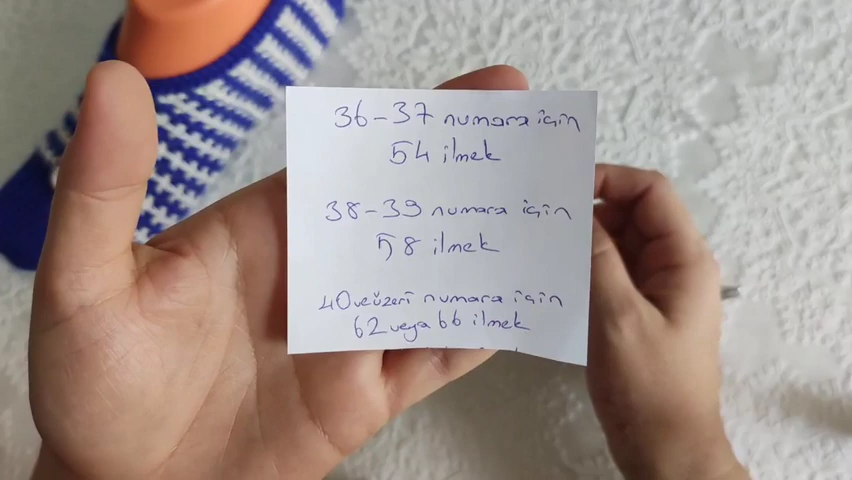 36-37 numara için
54 ilmek
38-39 numara için
58 ilmek
40 ve üzeri numara için
62 veya 66 ilmek